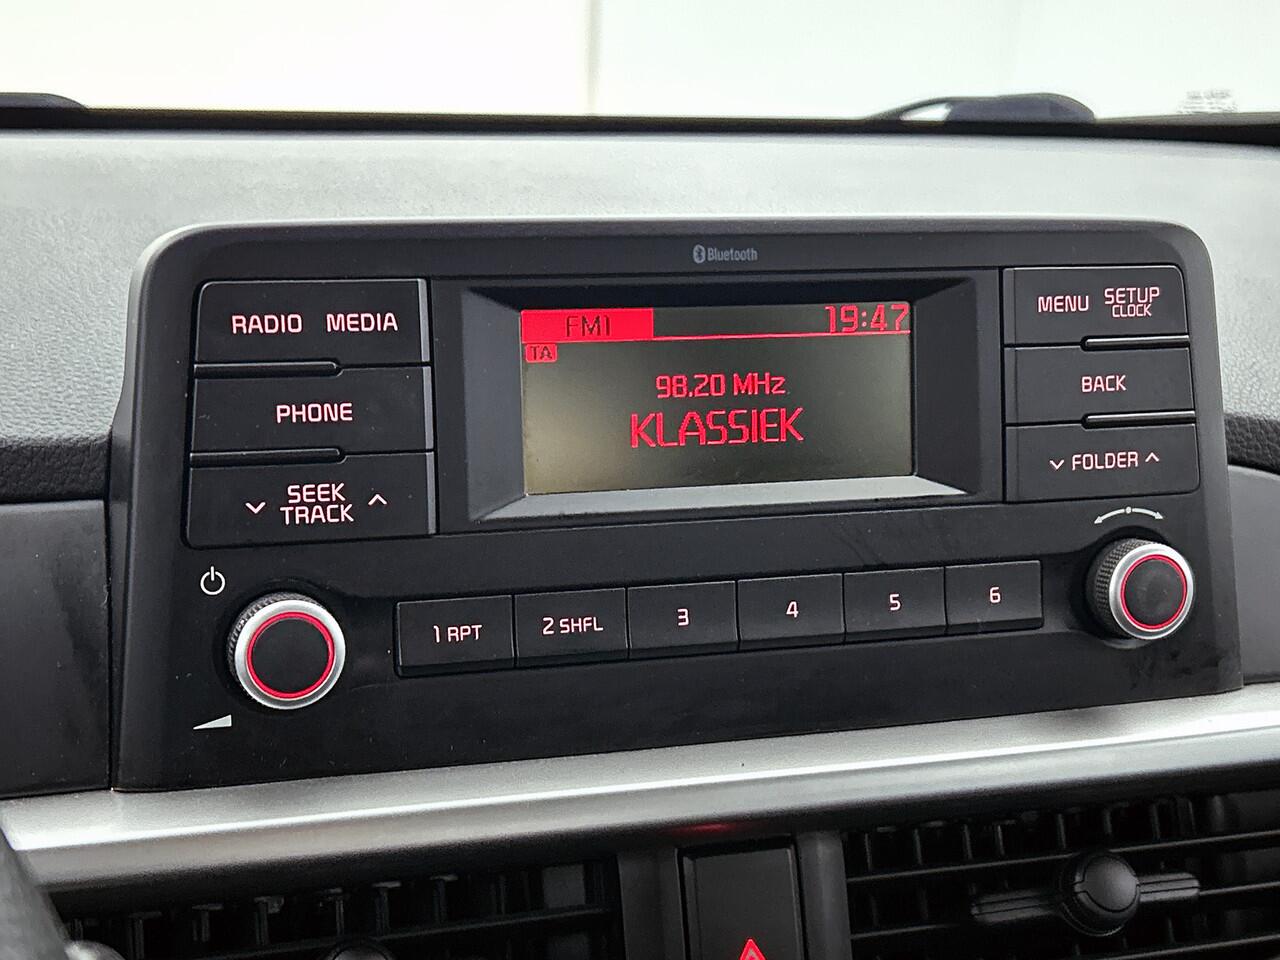 Bluetooth
RADIO MEDIA
PHONE
SEEK
TRACK
FM1 19:47
TA
98.20 MHz
KLASSIEK
MENU SETUP
CLOCK
BACK
FOLDER
1 RPT 2 SHFL 3 4 5 6